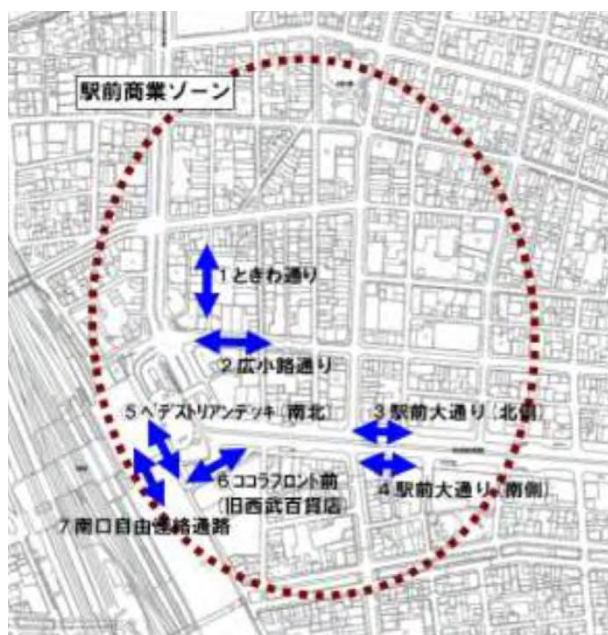 駅前商業ゾーン
1ときわ通り
2広小路通り
5ペデストリアンデッキ(南北)
3駅前大通り(北側)
6ココラフロント前
(旧西武百貨店
4駅前大通り(南側)
7南口自由連絡通路